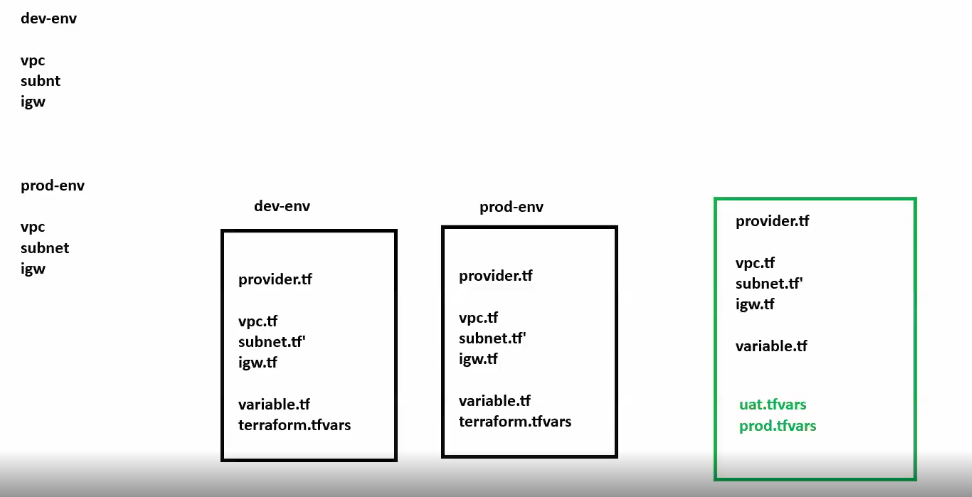 dev-env
vpc
subnt
igw
prod-env
vpc
subnet
igw
dev-env
provider.tf
vpc.tf
subnet.tf'
igw.tf
variable.tf
terraform.tfvars
prod-env
provider.tf
vpc.tf
subnet.tf'
igw.tf
variable.tf
terraform.tfvars
provider.tf
vpc.tf
subnet.tf'
igw.tf
variable.tf
uat.tfvars
prod.tfvars